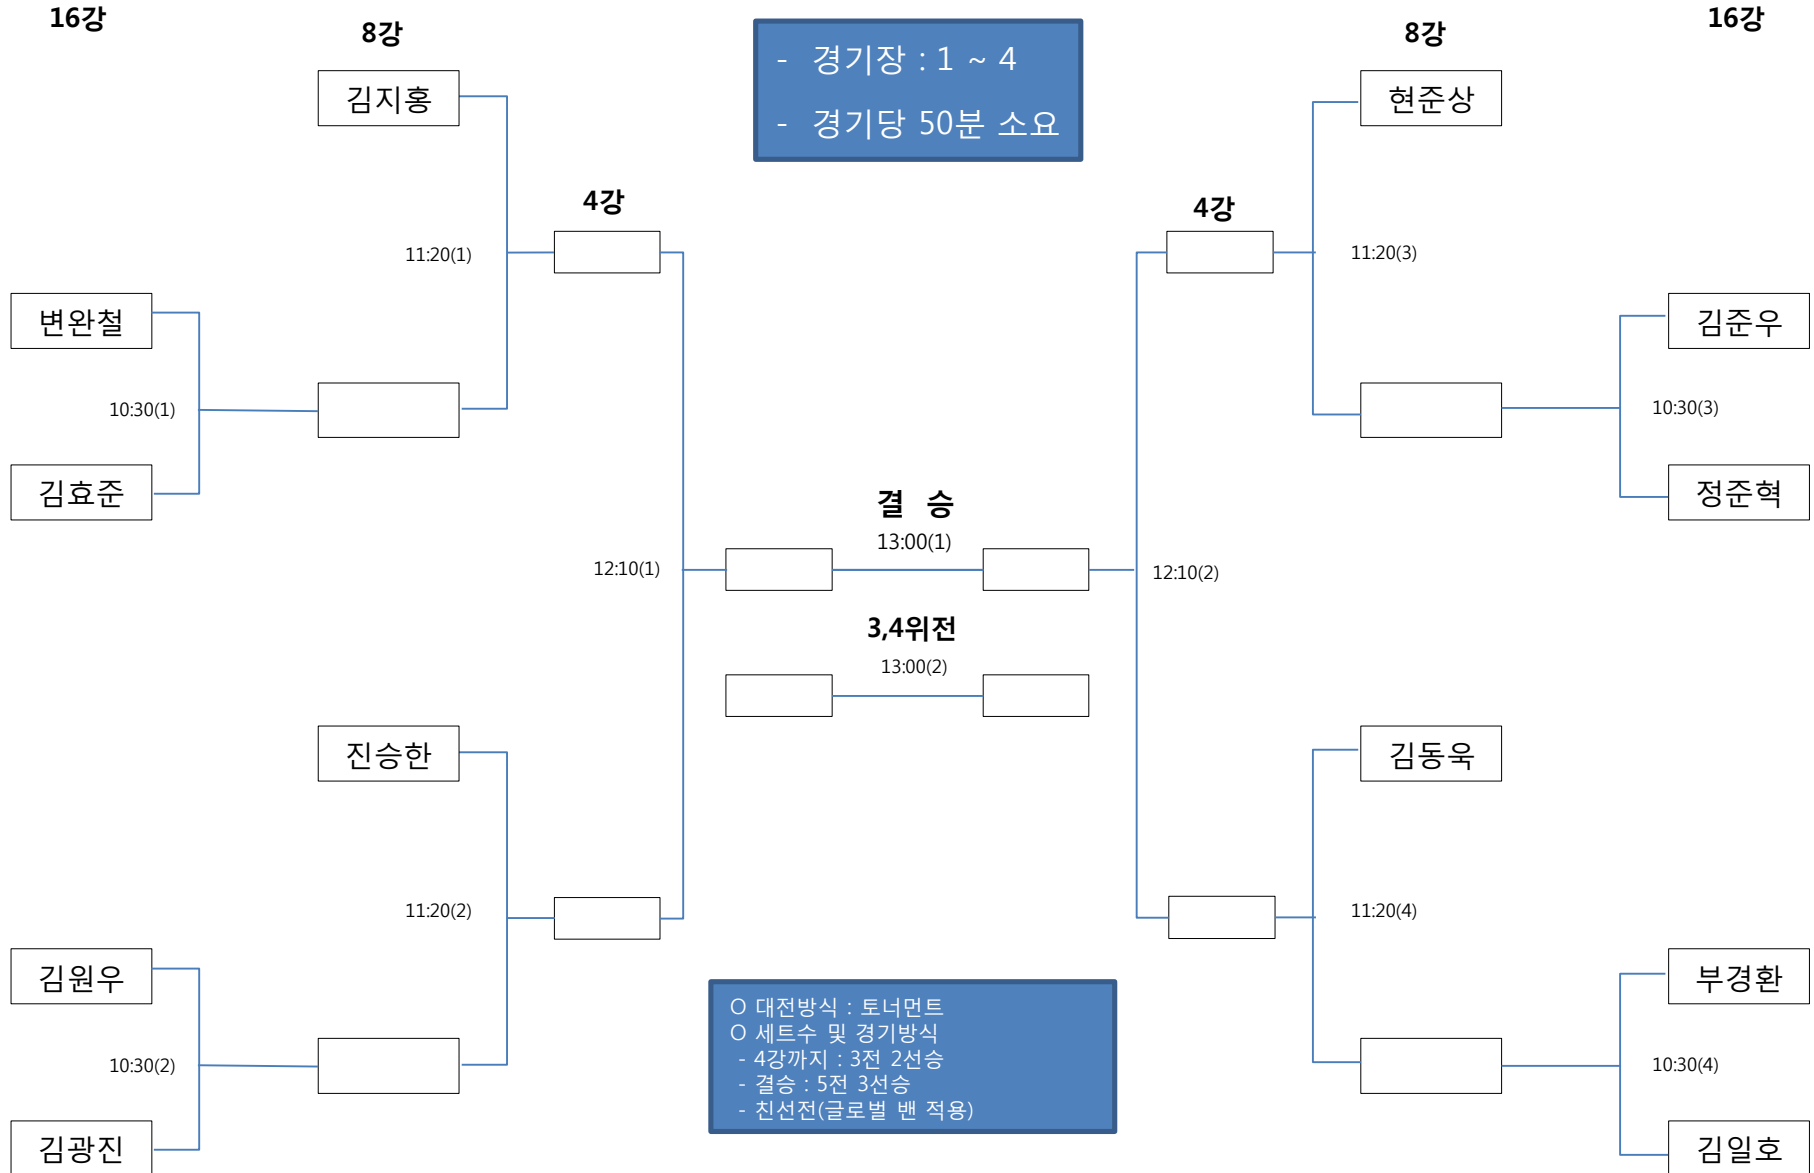 16강
8강
8강
16강
- 경기장 : 1 ~ 4
- 경기당 50분 소요
김지홍
현준상
4강
4강
11:20(1)
11:20(3)
변완철
김준우
10:30(1)
10:30(3)
김효준
정준혁
결 승
13:00(1)
12:10(1)
12:10(2)
3,4위전
13:00(2)
진승한
김동욱
11:20(2)
11:20(4)
김원우
부경환
O 대전방식 : 토너먼트
O 세트수 및 경기방식
- 4강까지 : 3전 2선승
- 결승 : 5전 3선승
- 친선전(글로벌 밴 적용)
10:30(2)
10:30(4)
김광진
김일호